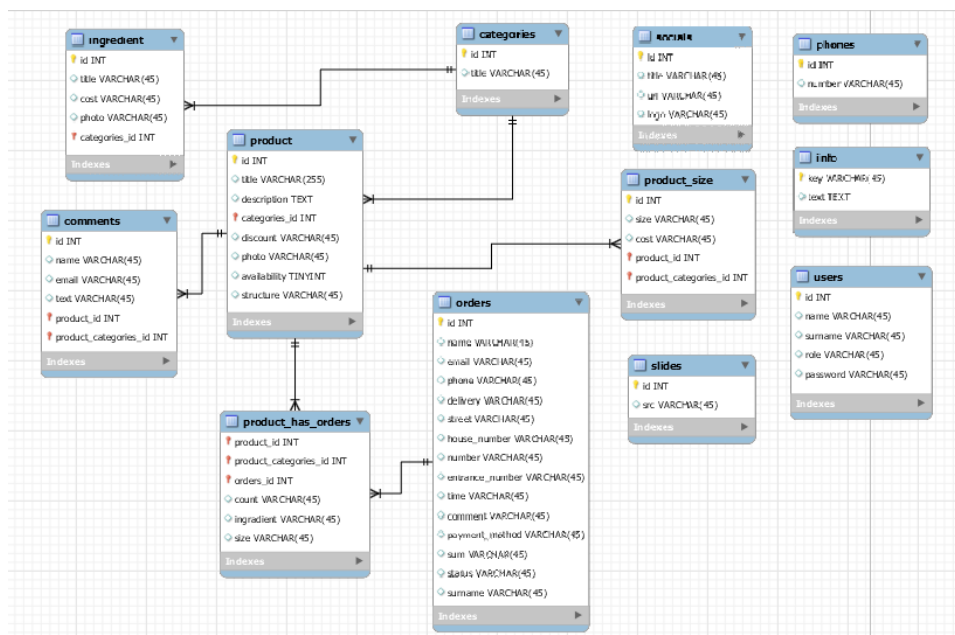 ingredient
id INT
title VARCHAR(45)
cost VARCHAR(45)
photo VARCHAR(45)
categories_id INT
Indexes
categories
id INT
title VARCHAR(45)
Indexes
socials
id INT
title VARCHAR(45)
url VARCHAR(45)
logo VARCHAR(45)
Indexes
phones
id INT
number VARCHAR(45)
Indexes
product
id INT
title VARCHAR(255)
description TEXT
categories_id INT
discount VARCHAR(45)
photo VARCHAR(45)
availability TINYINT
structure VARCHAR(45)
Indexes
info
key VARCHAR(45)
text TEXT
Indexes
product_size
id INT
size VARCHAR(45)
cost VARCHAR(45)
product_id INT
product_categories_id INT
Indexes
comments
id INT
name VARCHAR(45)
email VARCHAR(45)
text VARCHAR(45)
product_id INT
product_categories_id INT
Indexes
users
id INT
name VARCHAR(45)
surname VARCHAR(45)
role VARCHAR(45)
password VARCHAR(45)
Indexes
orders
id INT
name VARCHAR(45)
email VARCHAR(45)
phone VARCHAR(45)
delivery VARCHAR(45)
street VARCHAR(45)
house_number VARCHAR(45)
number VARCHAR(45)
entrance_number VARCHAR(45)
time VARCHAR(45)
comment VARCHAR(45)
payment_method VARCHAR(45)
sum VARCHAR(45)
status VARCHAR(45)
surname VARCHAR(45)
Indexes
slides
id INT
src VARCHAR(45)
Indexes
product_has_orders
product_id INT
product_categories_id INT
orders_id INT
count VARCHAR(45)
ingradient VARCHAR(45)
size VARCHAR(45)
Indexes